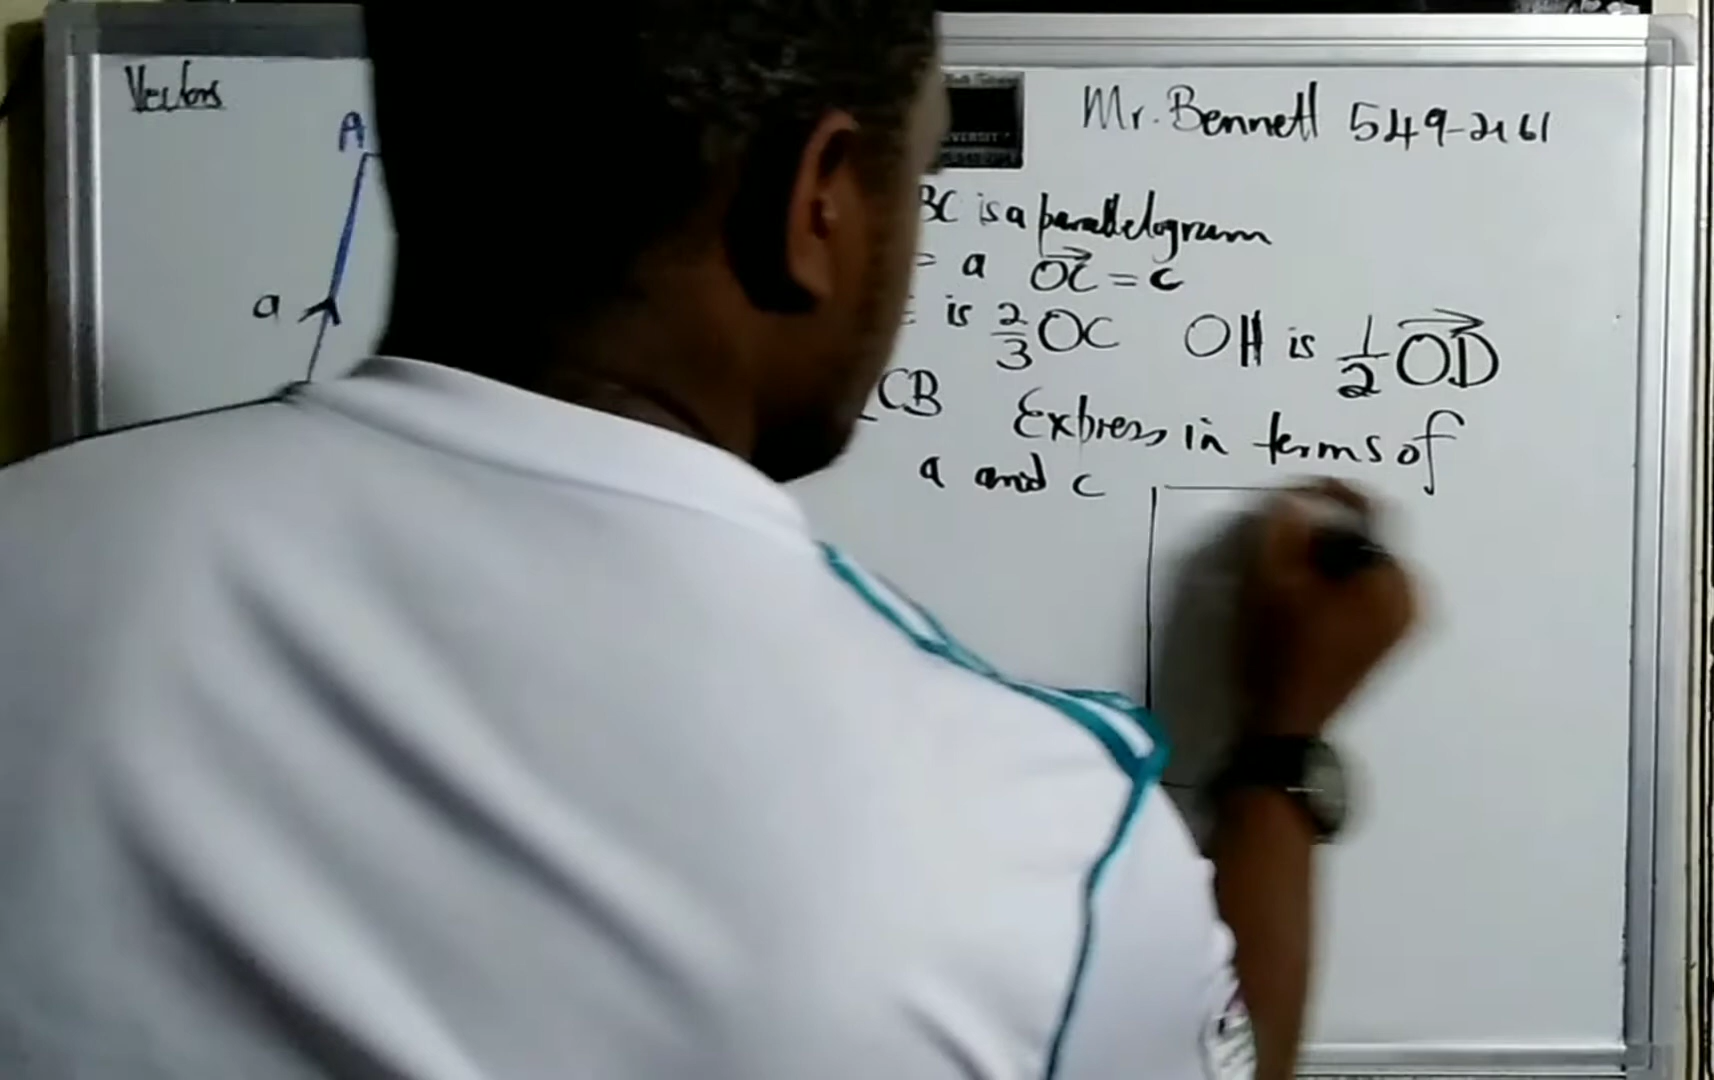 Vectors
Mr. Bennett 549-2161
A
BC is a parallelogram
= a OC = c
a
is 2/3 OC OH is 1/2 OD
CB Express in terms of
a and c